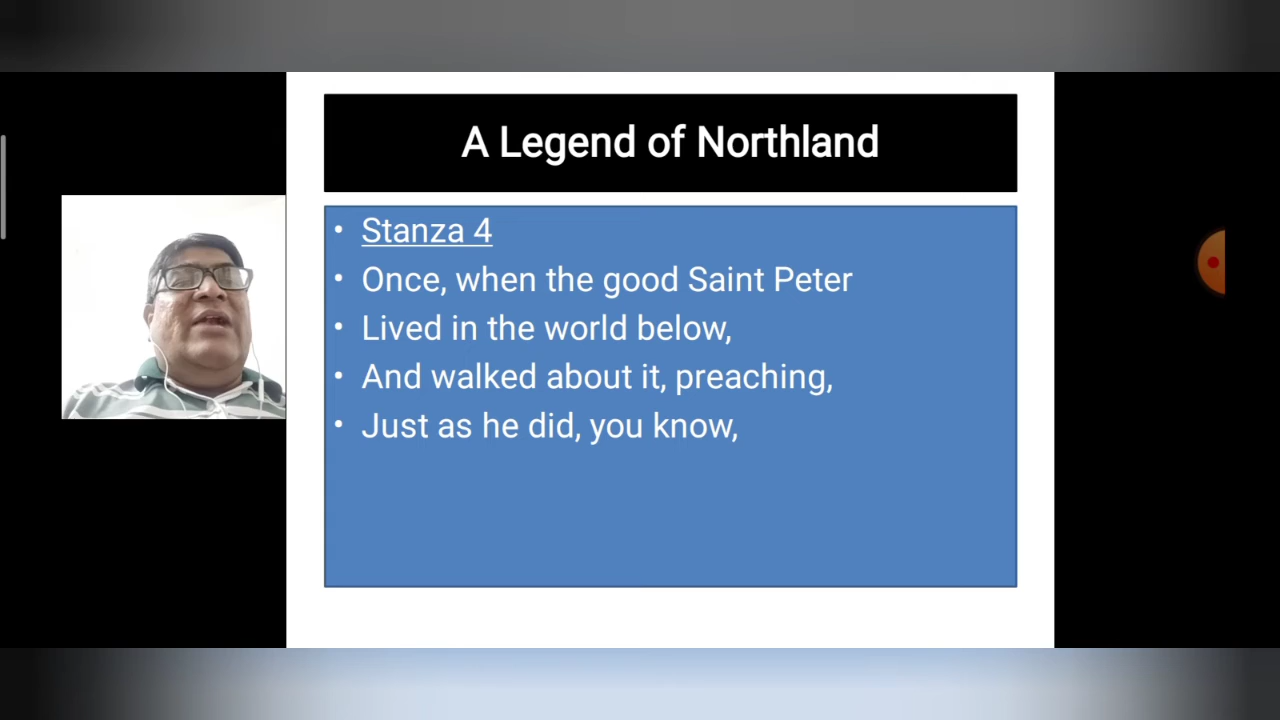 A Legend of Northland
• Stanza 4
• Once, when the good Saint Peter
• Lived in the world below,
• And walked about it, preaching,
• Just as he did, you know,